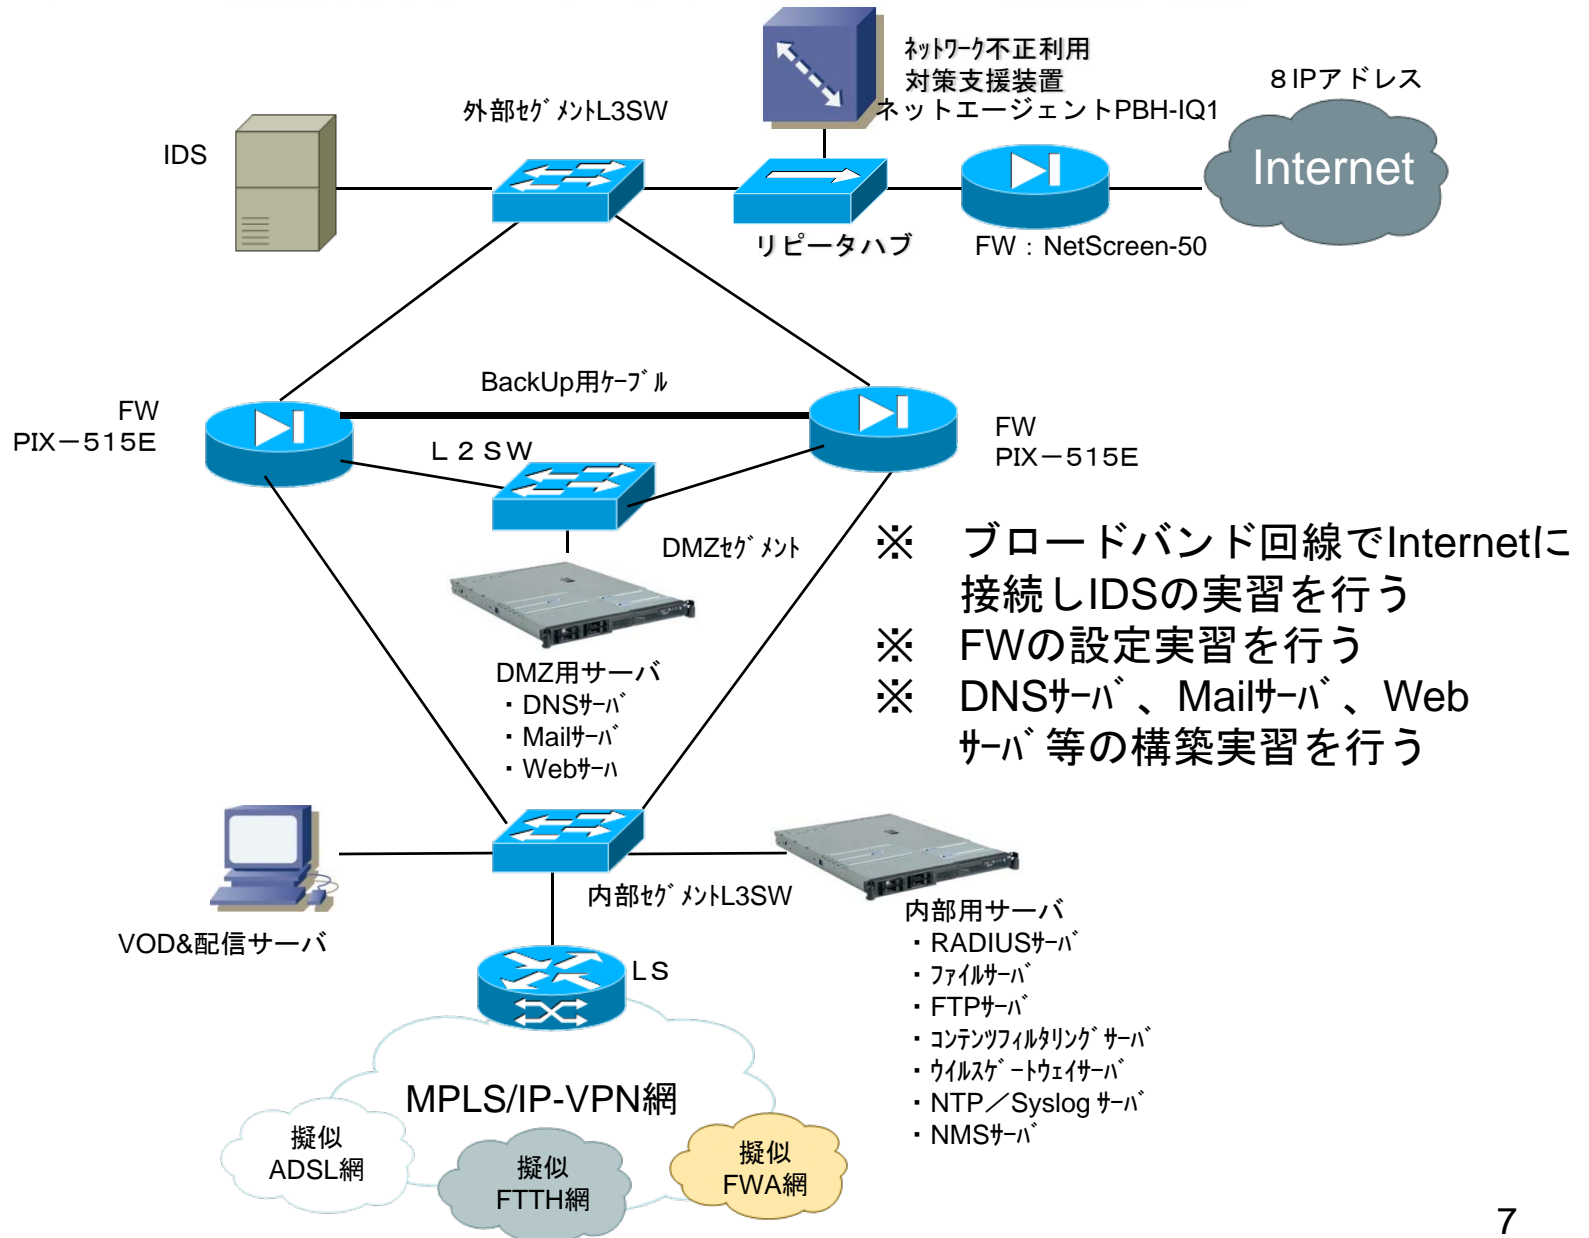 ﾈｯﾄﾜｰｸ不正利用
対策支援装置
ネットエージェントPBH-IQ1
８IPアドレス
外部ｾｸﾞﾒﾝﾄL3SW
IDS
Internet
リピータハブ
FW：NetScreen-50
BackUp用ｹｰﾌﾞﾙ
FW
PIX－５１５E
Ｌ２ＳＷ
FW
PIX－５１５E
DMZｾｸﾞﾒﾝﾄ
※　ブロードバンド回線でInternetに
接続しIDSの実習を行う
※　FWの設定実習を行う
※　DNSｻｰﾊﾞ、Mailｻｰﾊﾞ、Web
ｻｰﾊﾞ等の構築実習を行う
DMZ用サーバ
・DNSｻｰﾊﾞ
・Mailｻｰﾊﾞ
・Webｻｰﾊ
内部ｾｸﾞﾒﾝﾄL3SW
VOD&配信サーバ
内部用サーバ
・RADIUSｻｰﾊﾞ
・ﾌｧｲﾙｻｰﾊﾞ
・FTPｻｰﾊﾞ
・ｺﾝﾃﾝﾂﾌｨﾙﾀﾘﾝｸﾞｻｰﾊﾞ
・ｳｲﾙｽｹﾞｰﾄｳｪｲｻｰﾊﾞ
・NTP／Syslog ｻｰﾊﾞ
・NMSｻｰﾊﾞ
ＬＳ
MPLS/IP-VPN網
擬似
ADSL網
擬似
FTTH網
擬似
FWA網
7